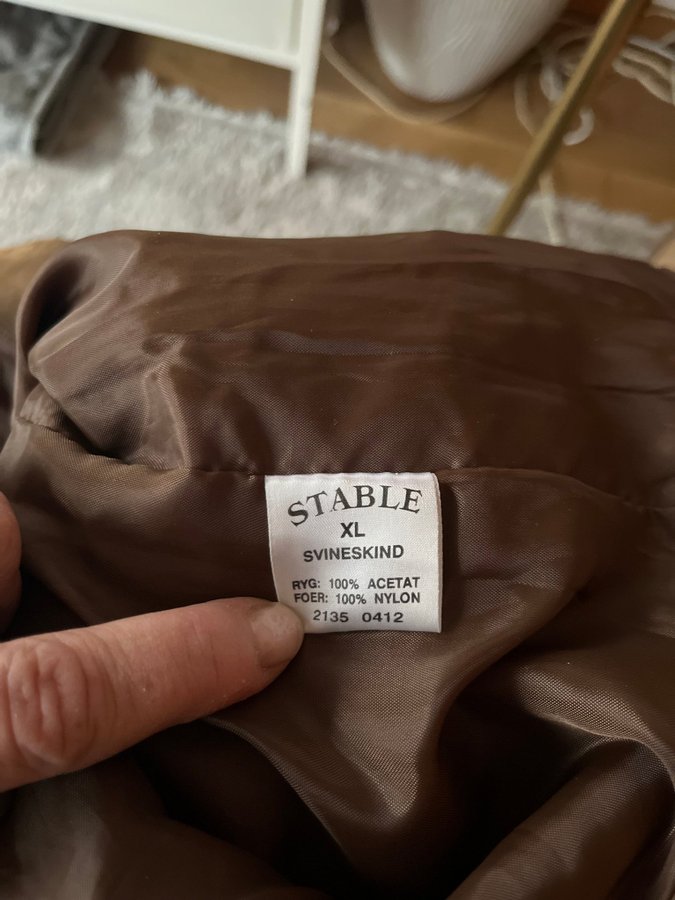 STABLE
XL
SVINESKIND
RYG: 100% ACETAT
FOER: 100% NYLON
2135 0412